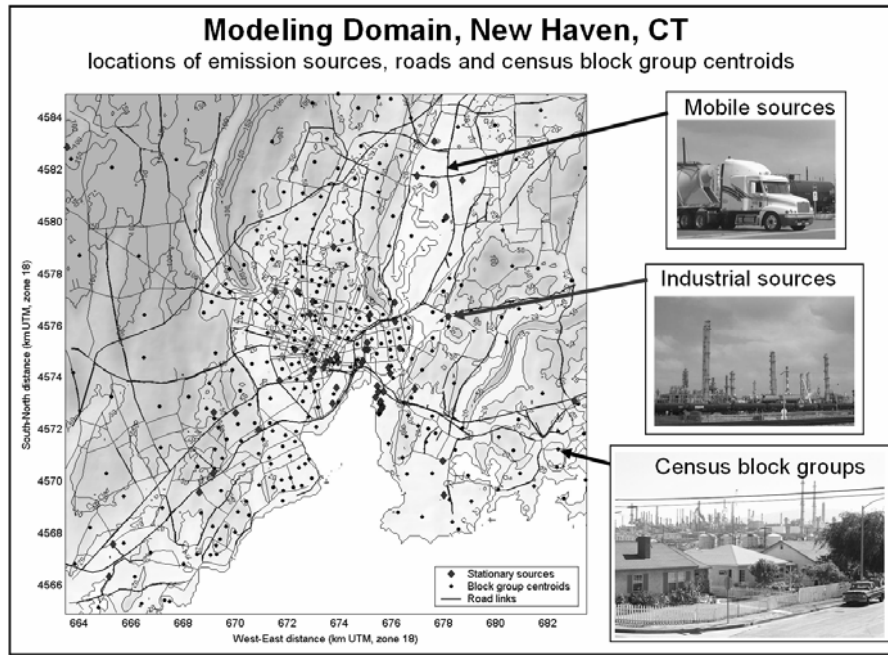 Modeling Domain, New Haven, CT
locations of emission sources, roads and census block group centroids
Mobile sources
Industrial sources
Census block groups
South-North distance (km UTM, zone 18)
4584
4582
4580
4578
4576
4574
4572
4570
4568
4566
Stationary sources
Block group centroids
Road links
664
666
668
670
672
674
676
678
680
682
West-East distance (km UTM, zone 18)